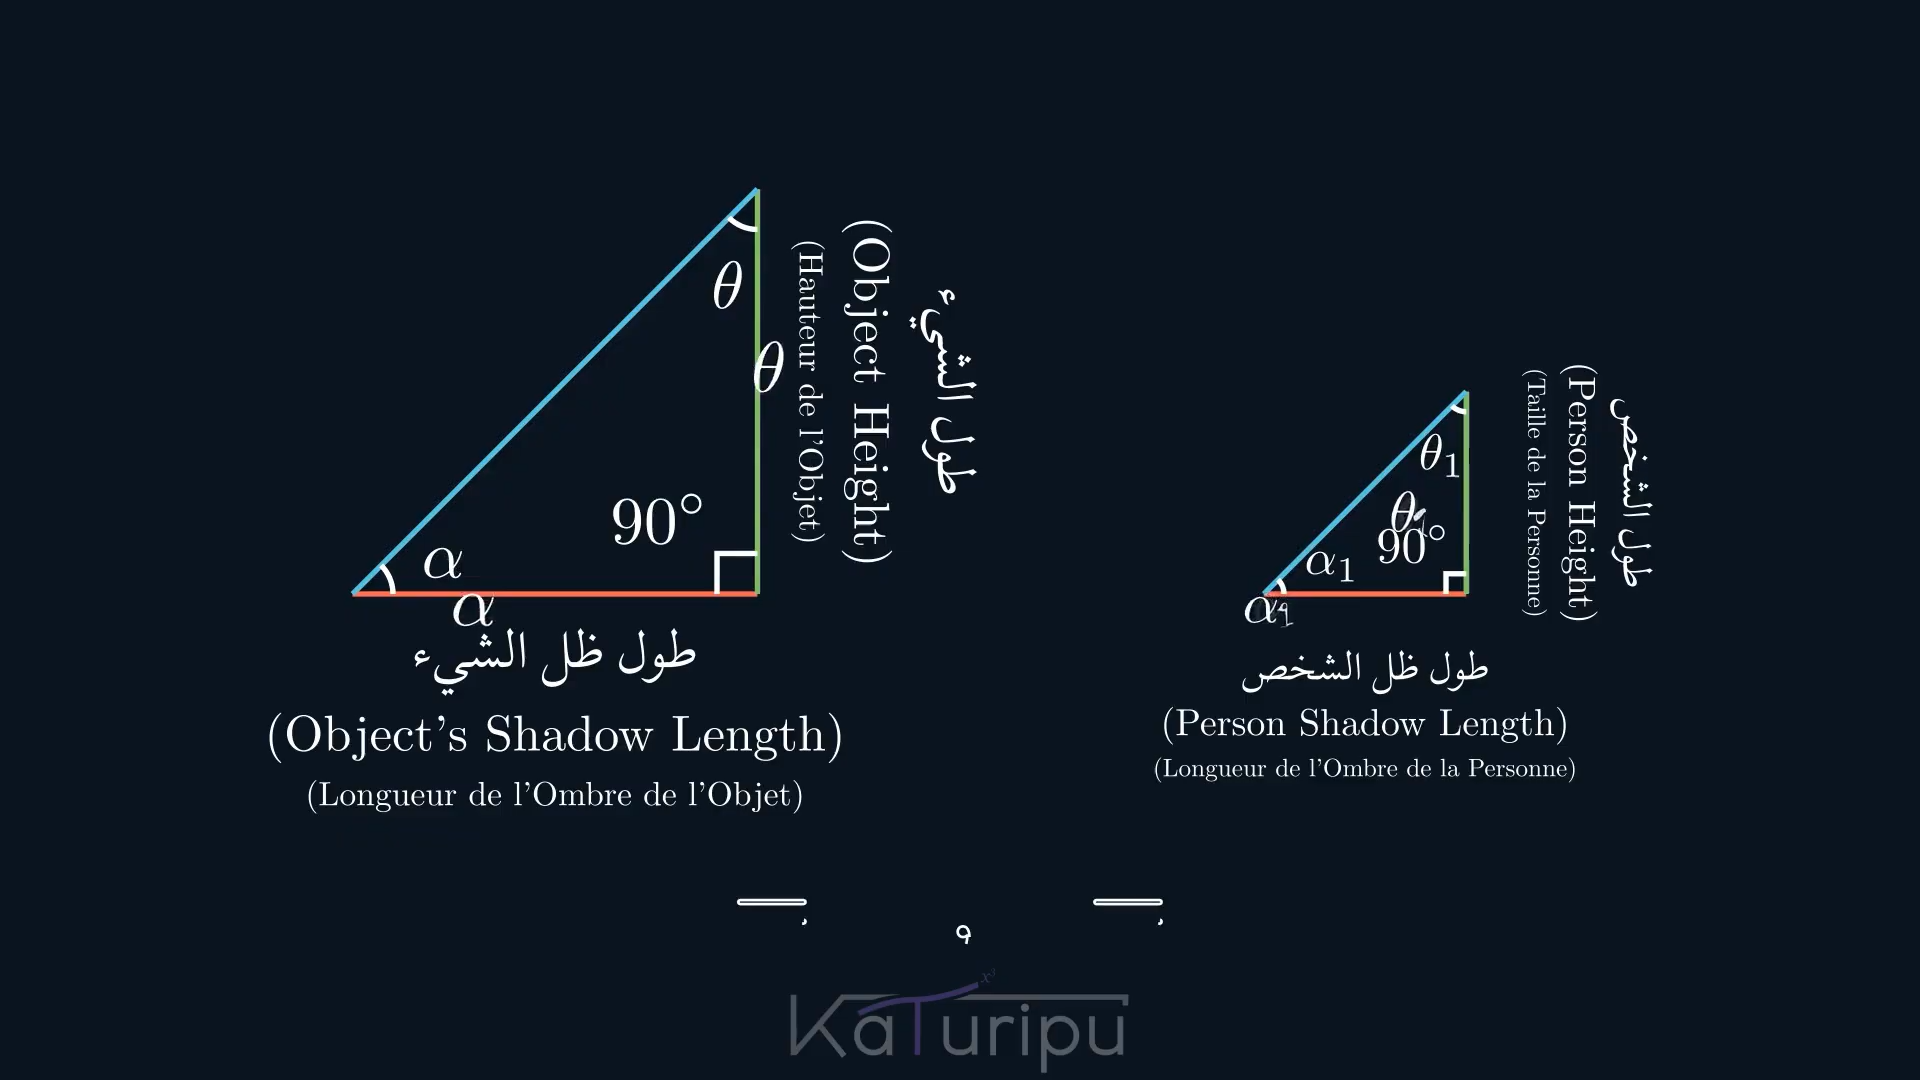 θ
θ
90°
α
α
طول الشيء
(Object Height)
(Hauteur de l'Objet)
طول ظل الشيء
(Object's Shadow Length)
(Longueur de l'Ombre de l'Objet)
θ1
90°
α1
طول الشخص
(Person Height)
(Taille de la Personne)
طول ظل الشخص
(Person Shadow Length)
(Longueur de l'Ombre de la Personne)
و
KaTuripu